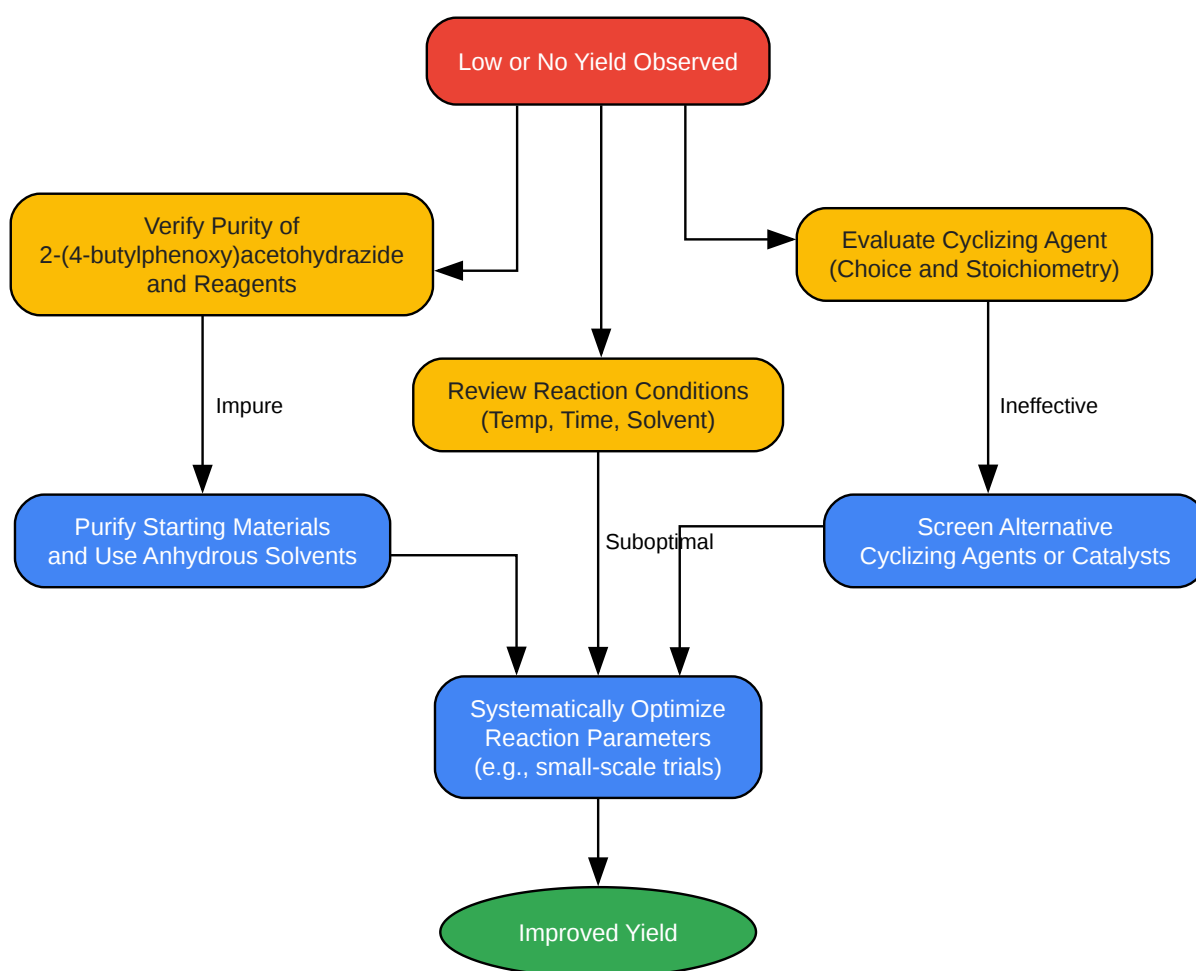 Low or No Yield Observed
Verify Purity of
2-(4-butylphenoxy)acetohydrazide
and Reagents
Evaluate Cyclizing Agent
(Choice and Stoichiometry)
Review Reaction Conditions
(Temp, Time, Solvent)
Impure
Ineffective
Purify Starting Materials
and Use Anhydrous Solvents
Suboptimal
Screen Alternative
Cyclizing Agents or Catalysts
Systematically Optimize
Reaction Parameters
(e.g., small-scale trials)
Improved Yield